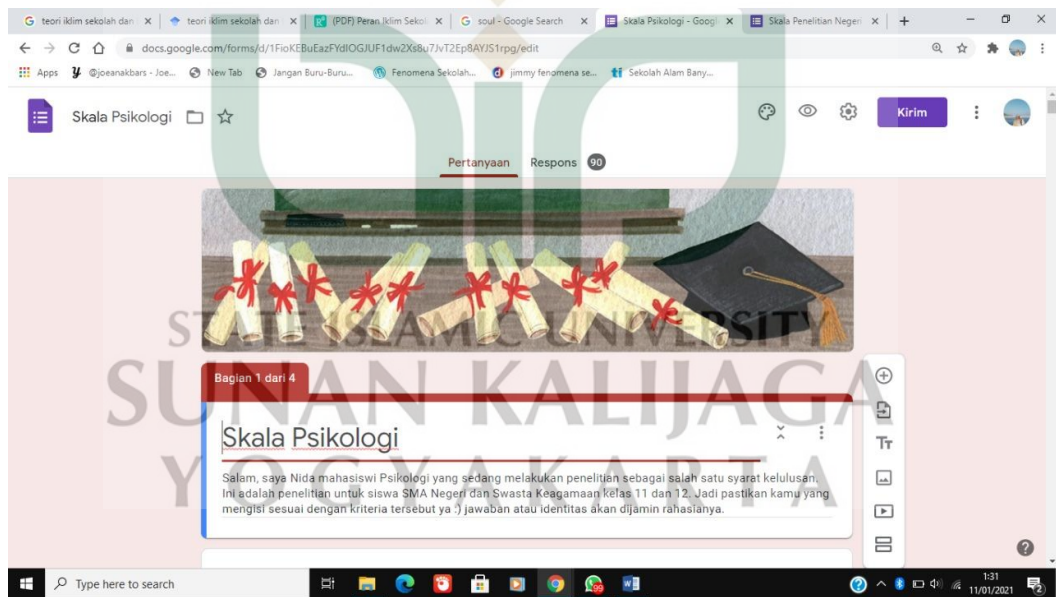 teori iklim sekolah dan
teori iklim sekolah dan
(PDF) Peran Iklim Sekol
soul - Google Search
Skala Psikologi - Googl
Skala Penelitian Negeri
docs.google.com/forms/d/1FioKEBuEazFYdIOGJUF1dw2Xs8u7JvT2Ep8AYJS1rpg/edit
Apps
@joeanakbars - Joe...
New Tab
Jangan Buru-Buru...
Fenomena Sekolah...
jimmy fenomena se...
Sekolah Alam Bany...
Skala Psikologi
Kirim
Pertanyaan Respons 90
STATE ISLAMIC UNIVERSITY
SUNAN KALIJAGA
YOGYAKARTA
Bagian 1 dari 4
Skala Psikologi
Salam, saya Nida mahasiswi Psikologi yang sedang melakukan penelitian sebagai salah satu syarat kelulusan.
Ini adalah penelitian untuk siswa SMA Negeri dan Swasta Keagamaan kelas 11 dan 12. Jadi pastikan kamu yang
mengisi sesuai dengan kriteria tersebut ya :) jawaban atau identitas akan dijamin rahasianya.
Tт
Type here to search
99
1:31
11/01/2021
2